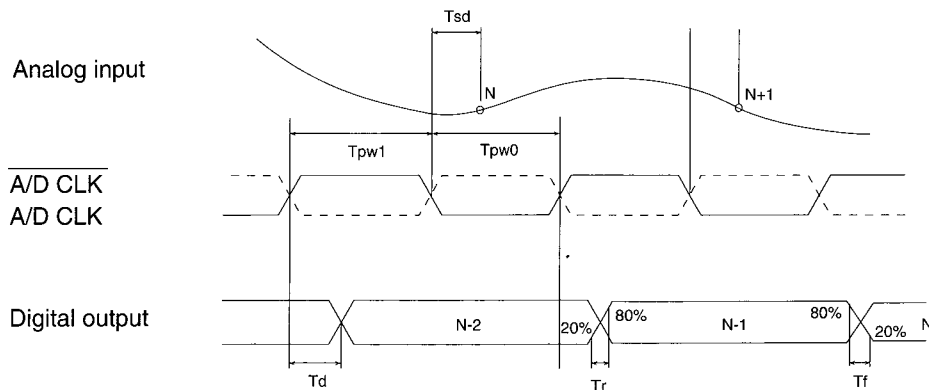 Tsd
Analog input
N
N+1
Tpw1
Tpw0
A/D CLK
A/D CLK
Digital output
N-2
20%
80%
N-1
80%
20%
N
Td
Tr
Tf